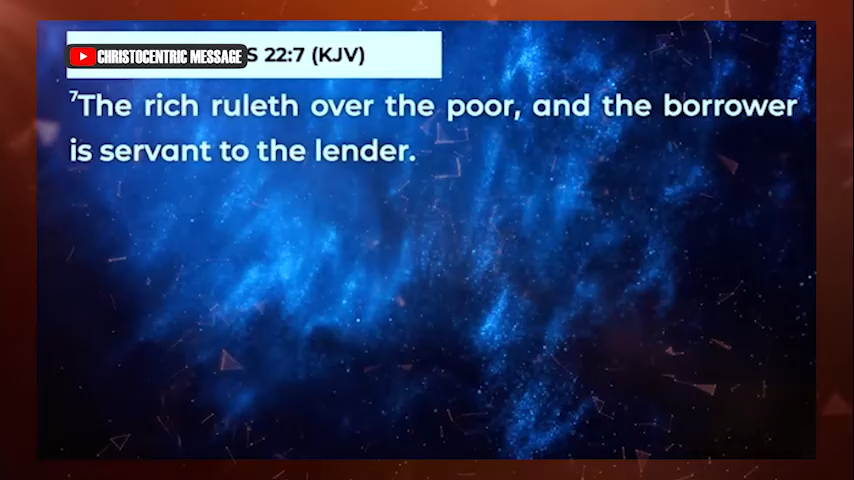 CHRISTOCENTRIC MESSAGE
S 22:7 (KJV)
7The rich ruleth over the poor, and the borrower
is servant to the lender.